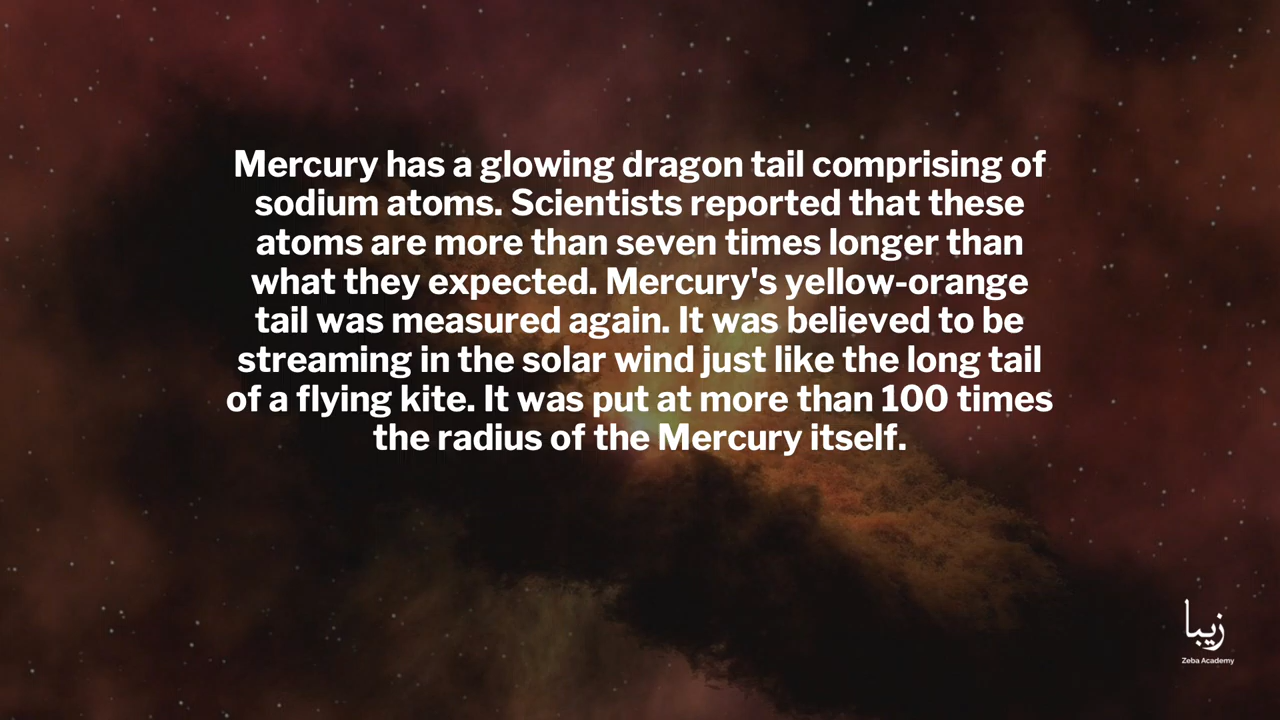 Mercury has a glowing dragon tail comprising of
sodium atoms. Scientists reported that these
atoms are more than seven times longer than
what they expected. Mercury's yellow-orange
tail was measured again. It was believed to be
streaming in the solar wind just like the long tail
of a flying kite. It was put at more than 100 times
the radius of the Mercury itself.
زيبا
Zeba Academy